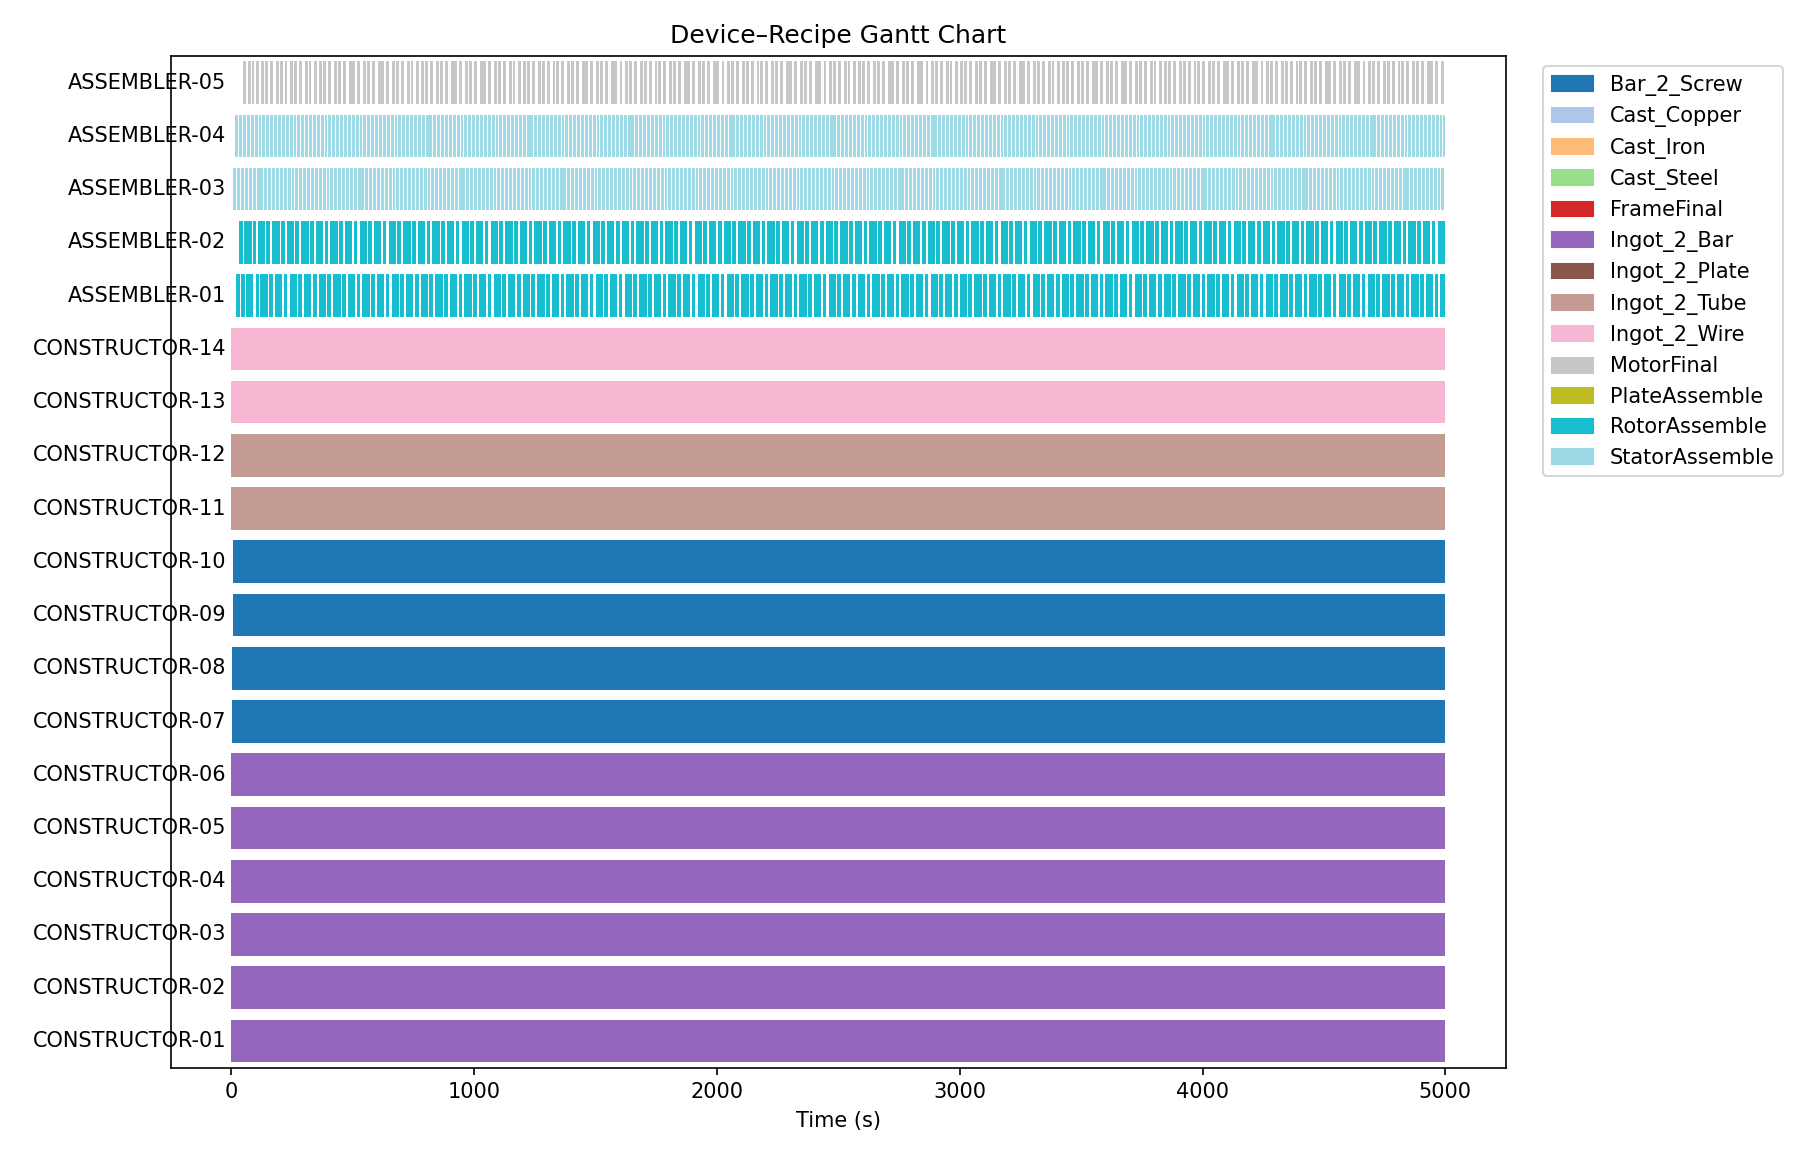 Device–Recipe Gantt Chart
ASSEMBLER-05
ASSEMBLER-04
ASSEMBLER-03
ASSEMBLER-02
ASSEMBLER-01
CONSTRUCTOR-14
CONSTRUCTOR-13
CONSTRUCTOR-12
CONSTRUCTOR-11
CONSTRUCTOR-10
CONSTRUCTOR-09
CONSTRUCTOR-08
CONSTRUCTOR-07
CONSTRUCTOR-06
CONSTRUCTOR-05
CONSTRUCTOR-04
CONSTRUCTOR-03
CONSTRUCTOR-02
CONSTRUCTOR-01
0 1000 2000 3000 4000 5000
Time (s)
Bar_2_Screw
Cast_Copper
Cast_Iron
Cast_Steel
FrameFinal
Ingot_2_Bar
Ingot_2_Plate
Ingot_2_Tube
Ingot_2_Wire
MotorFinal
PlateAssemble
RotorAssemble
StatorAssemble